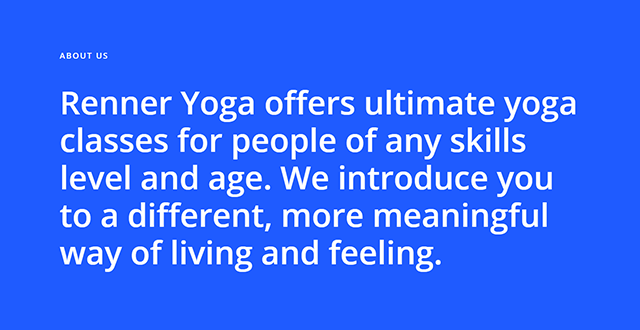 ABOUT US
Renner Yoga offers ultimate yoga
classes for people of any skills
level and age. We introduce you
to a different, more meaningful
way of living and feeling.